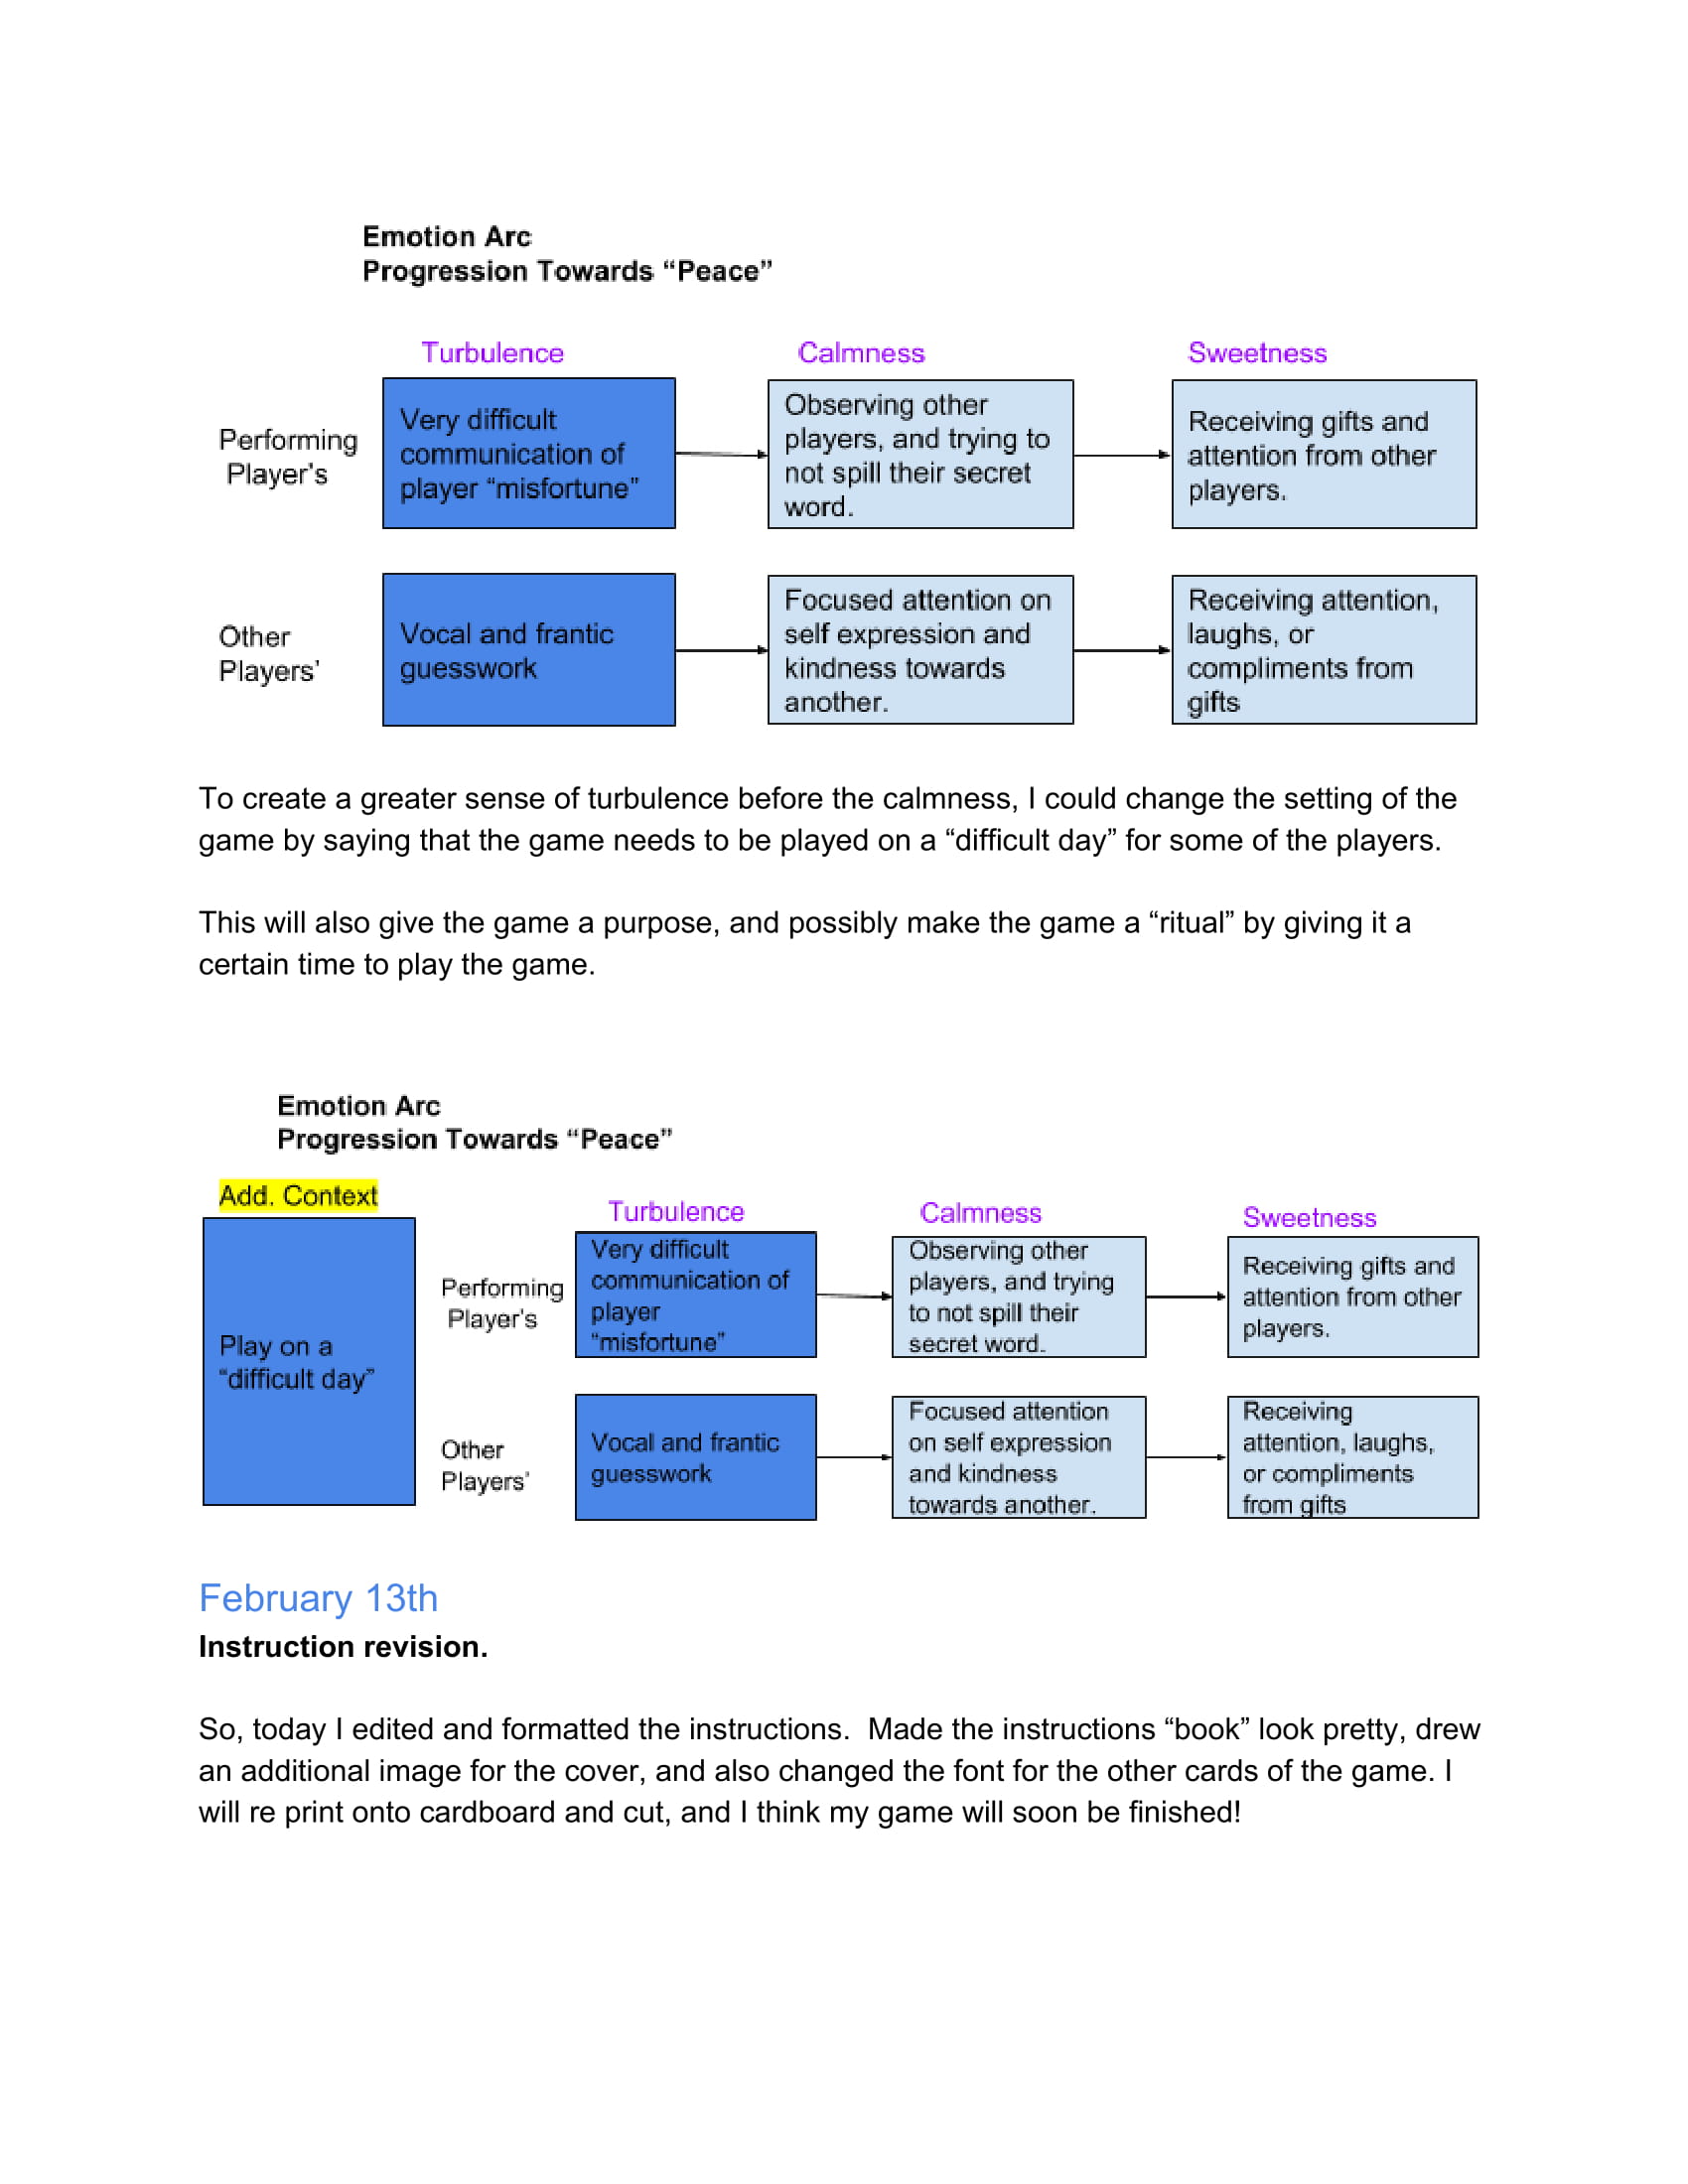 Emotion Arc
Progression Towards “Peace”
Turbulence
Calmness
Sweetness
Performing
Player’s
Very difficult
communication of
player “misfortune”
Observing other
players, and trying to
not spill their secret
word.
Receiving gifts and
attention from other
players.
Other
Players’
Vocal and frantic
guesswork
Focused attention on
self expression and
kindness towards
another.
Receiving attention,
laughs, or
compliments from
gifts
To create a greater sense of turbulence before the calmness, I could change the setting of the
game by saying that the game needs to be played on a “difficult day” for some of the players.
This will also give the game a purpose, and possibly make the game a “ritual” by giving it a
certain time to play the game.
Emotion Arc
Progression Towards “Peace”
Add. Context
Play on a
“difficult day”
Turbulence
Calmness
Sweetness
Performing
Player’s
Very difficult
communication of
player
“misfortune”
Observing other
players, and trying
to not spill their
secret word.
Receiving gifts and
attention from other
players.
Other
Players’
Vocal and frantic
guesswork
Focused attention
on self expression
and kindness
towards another.
Receiving
attention, laughs,
or compliments
from gifts
February 13th
Instruction revision.
So, today I edited and formatted the instructions.  Made the instructions “book” look pretty, drew
an additional image for the cover, and also changed the font for the other cards of the game. I
will re print onto cardboard and cut, and I think my game will soon be finished!